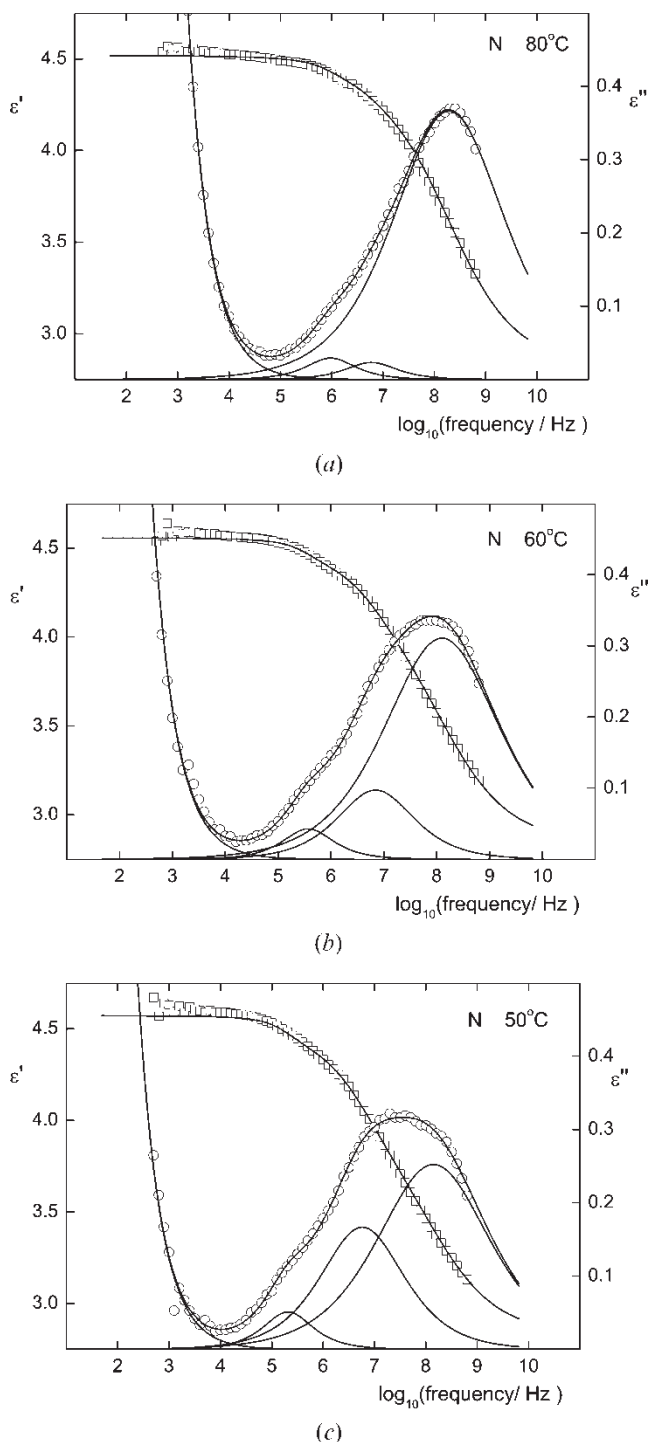 N 80°C
4.5
4.0
3.5
3.0
ε'
ε"
0.4
0.3
0.2
0.1
2 3 4 5 6 7 8 9 10
log₁₀(frequency / Hz )
(a)
N 60°C
4.5
4.0
3.5
3.0
ε'
ε"
0.4
0.3
0.2
0.1
2 3 4 5 6 7 8 9 10
log₁₀(frequency/ Hz )
(b)
N 50°C
4.5
4.0
3.5
3.0
ε'
ε"
0.4
0.3
0.2
0.1
2 3 4 5 6 7 8 9 10
log₁₀(frequency/ Hz )
(c)